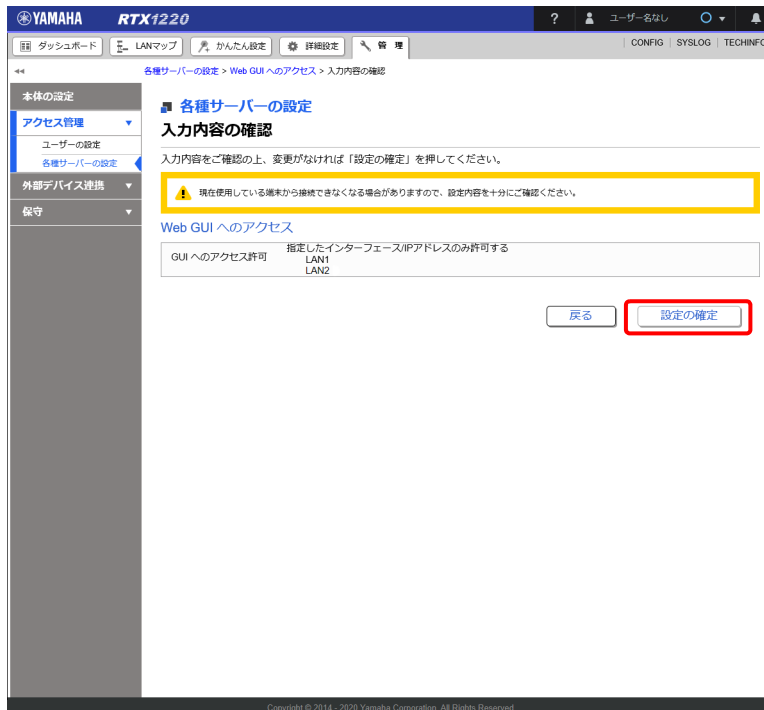 YAMAHA RTX1220 ? ユーザー名なし
ダッシュボード LANマップ かんたん設定 詳細設定 管 理 CONFIG SYSLOG TECHINFO
各種サーバーの設定 > Web GUI へのアクセス > 入力内容の確認
本体の設定
アクセス管理
ユーザーの設定
各種サーバーの設定
外部デバイス連携
保守
各種サーバーの設定
入力内容の確認
入力内容をご確認の上、変更がなければ「設定の確定」を押してください。
現在使用している端末から接続できなくなる場合がありますので、設定内容を十分にご確認ください。
Web GUI へのアクセス
GUI へのアクセス許可 指定したインターフェース/IPアドレスのみ許可する
LAN1
LAN2
戻る 設定の確定
Copyright © 2014 - 2020 Yamaha Corporation. All Rights Reserved.